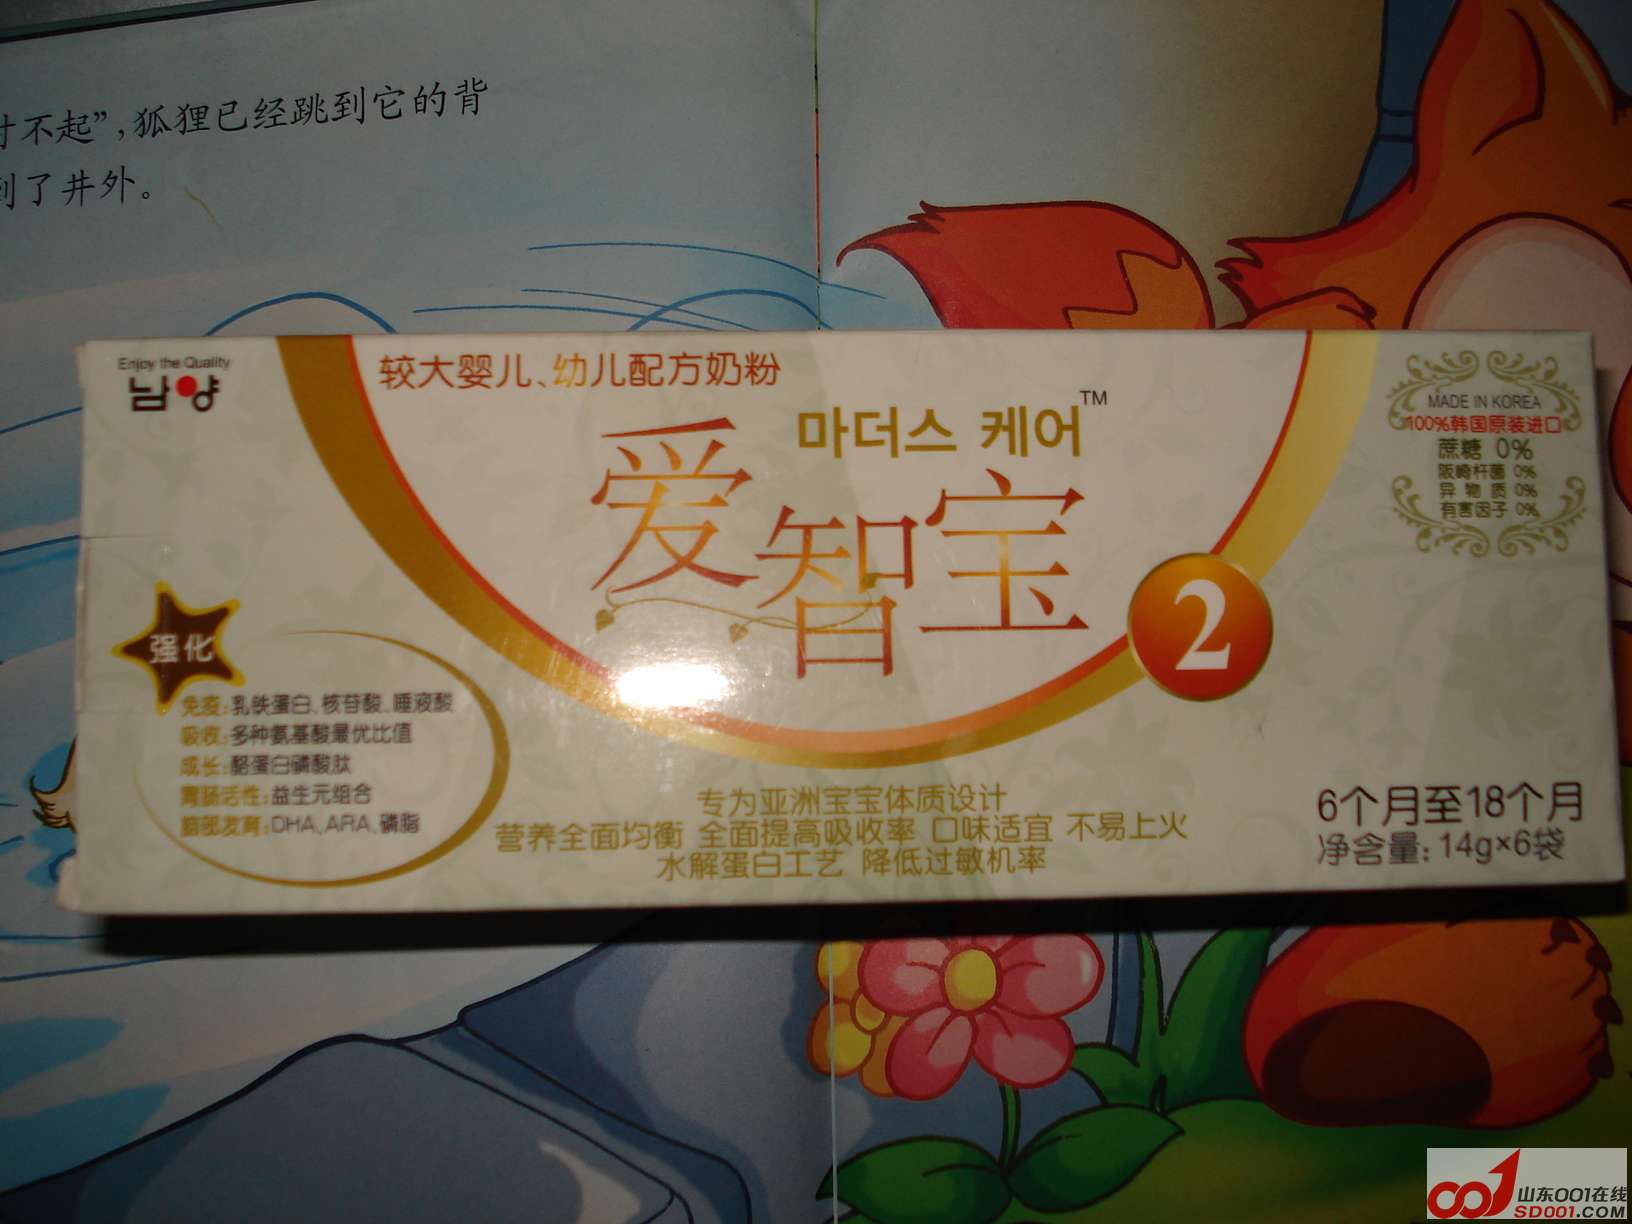 不起”，狐狸已经跳到它的背
到了井外。
Enjoy the Quality
남양
较大婴儿、幼儿配方奶粉
마더스 케어™
爱智宝
2
MADE IN KOREA
100%韩国原装进口
蔗糖 0%
阪崎杆菌 0%
异物质 0%
有害因子 0%
强化
免疫：乳铁蛋白、核苷酸、唾液酸
吸收：多种氨基酸最优比值
成长：酪蛋白磷酸肽
胃肠活性：益生元组合
脑部发育：DHA、ARA、磷脂
专为亚洲宝宝体质设计
营养全面均衡 全面提高吸收率 口味适宜 不易上火
水解蛋白工艺 降低过敏机率
6个月至18个月
净含量：14g×6袋
山东001在线
SD001.COM